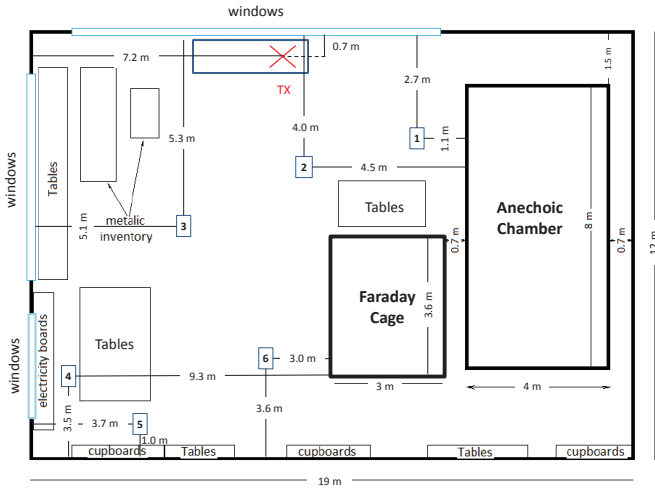 windows
7.2 m
0.7 m
1.5 m
TX
2.7 m
4.0 m
5.3 m
1
1.1 m
2
4.5 m
windows
Tables
metalic
inventory
3
5.1 m
Tables
Anechoic
Chamber
8 m
0.7 m
0.7 m
12 m
Faraday
Cage
3.6 m
windows
electricity boards
Tables
6
3.0 m
4
9.3 m
3 m
4 m
3.5 m
3.7 m
5
3.6 m
1.0 m
cupboards
Tables
cupboards
Tables
cupboards
19 m